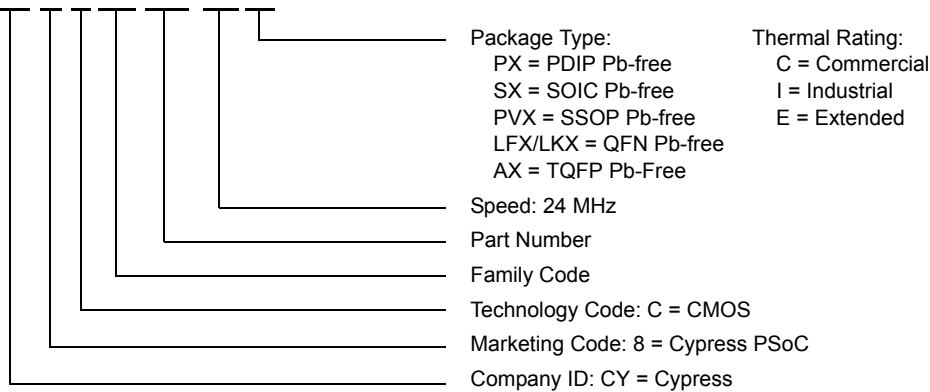 Package Type:
PX = PDIP Pb-free
SX = SOIC Pb-free
PVX = SSOP Pb-free
LFX/LKX = QFN Pb-free
AX = TQFP Pb-Free
Thermal Rating:
C = Commercial
I = Industrial
E = Extended
Speed: 24 MHz
Part Number
Family Code
Technology Code: C = CMOS
Marketing Code: 8 = Cypress PSoC
Company ID: CY = Cypress